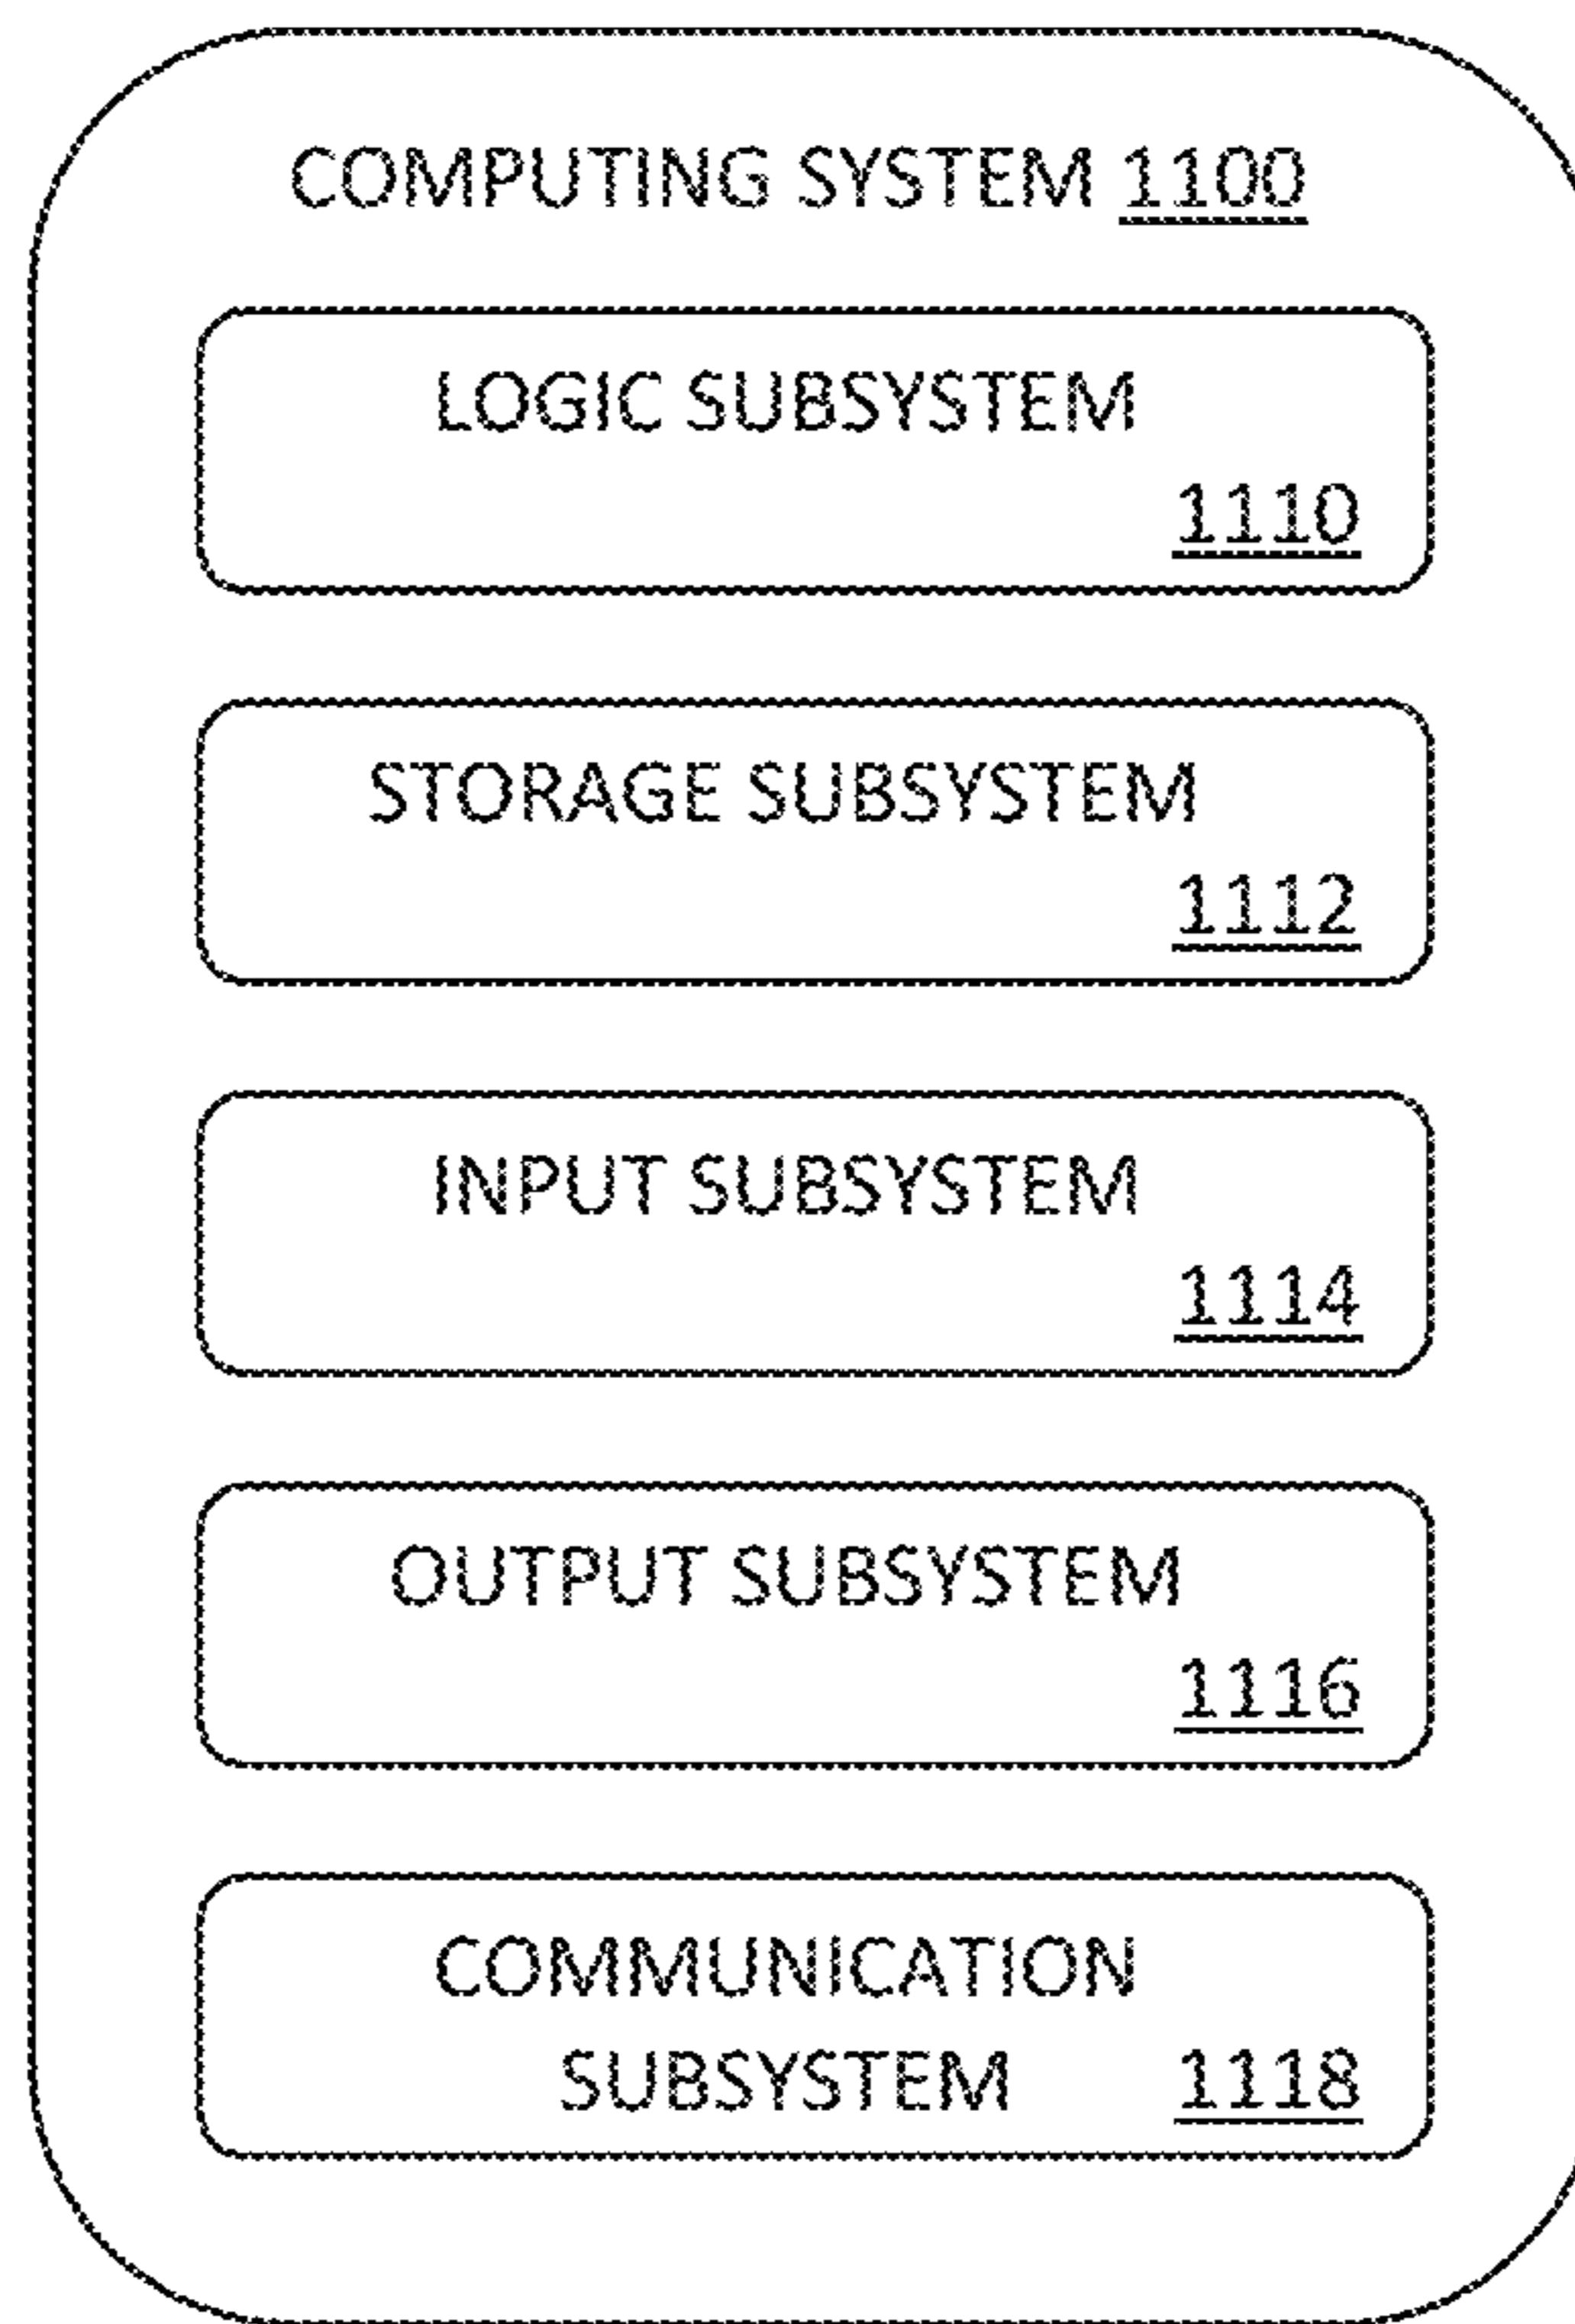 COMPUTING SYSTEM 1100
LOGIC SUBSYSTEM
1110
STORAGE SUBSYSTEM
1112
INPUT SUBSYSTEM
1114
OUTPUT SUBSYSTEM
1116
COMMUNICATION
SUBSYSTEM 1118